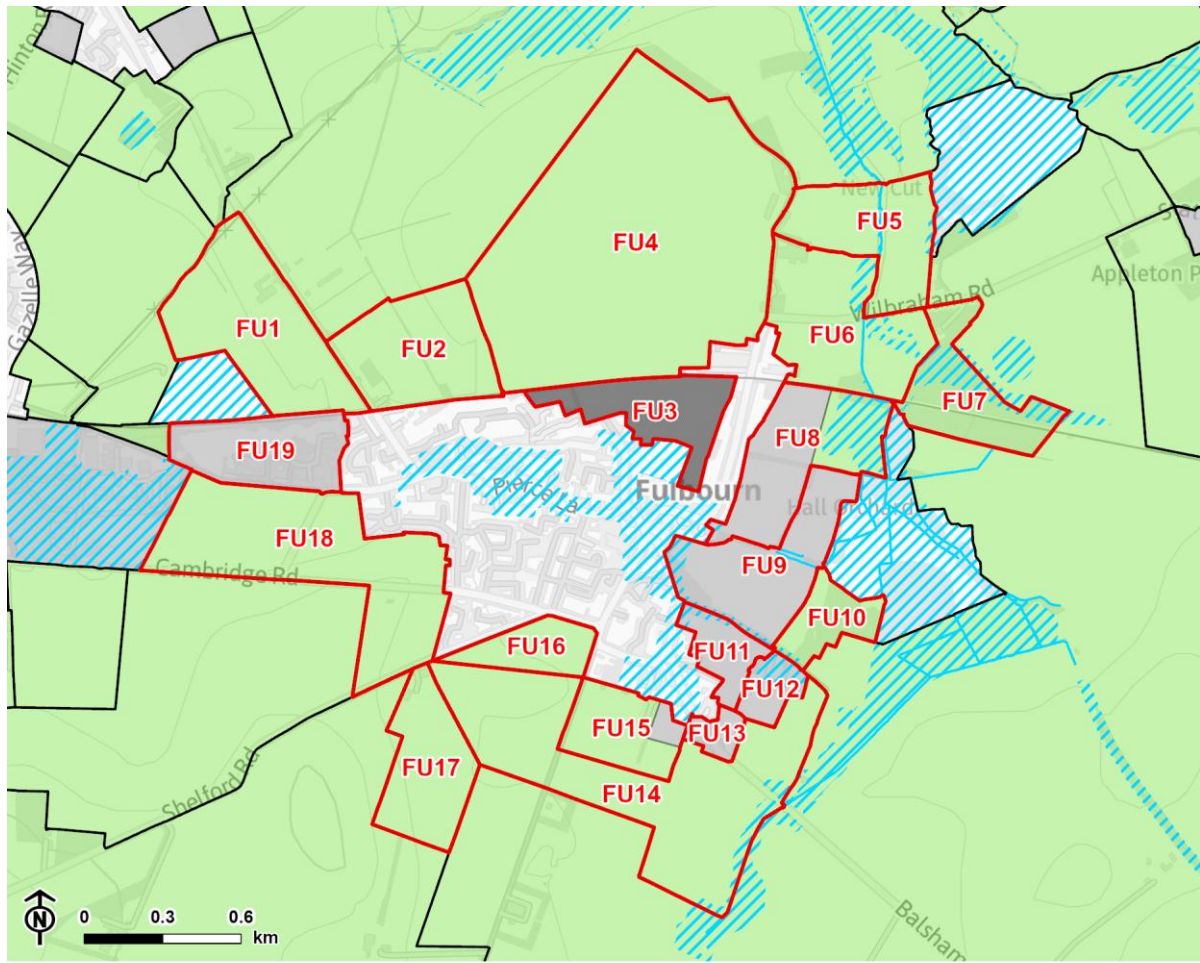 Hinton R
Gazelle Way
New Cut
FU4
FU5
Appleton P
Wilbraham Rd
FU1
FU2
FU6
FU3
FU7
FU8
FU19
Pierce La
Fulbourn
Hall Orchard
FU18
Cambridge Rd
FU9
FU10
FU16
FU11
FU12
FU15
FU13
FU17
FU14
Shelford Rd
Balsham
N
0 0.3 0.6
km